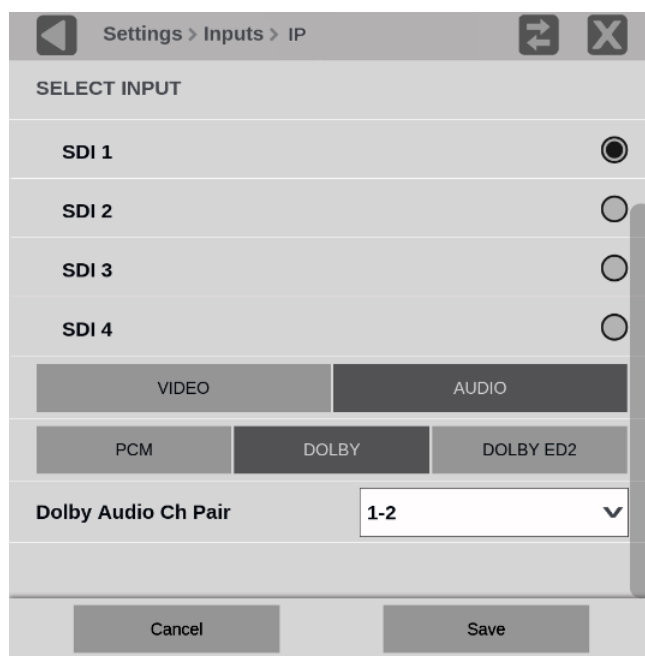 Settings > Inputs > IP
SELECT INPUT
SDI 1
SDI 2
SDI 3
SDI 4
VIDEO AUDIO
PCM DOLBY DOLBY ED2
Dolby Audio Ch Pair 1-2
Cancel Save